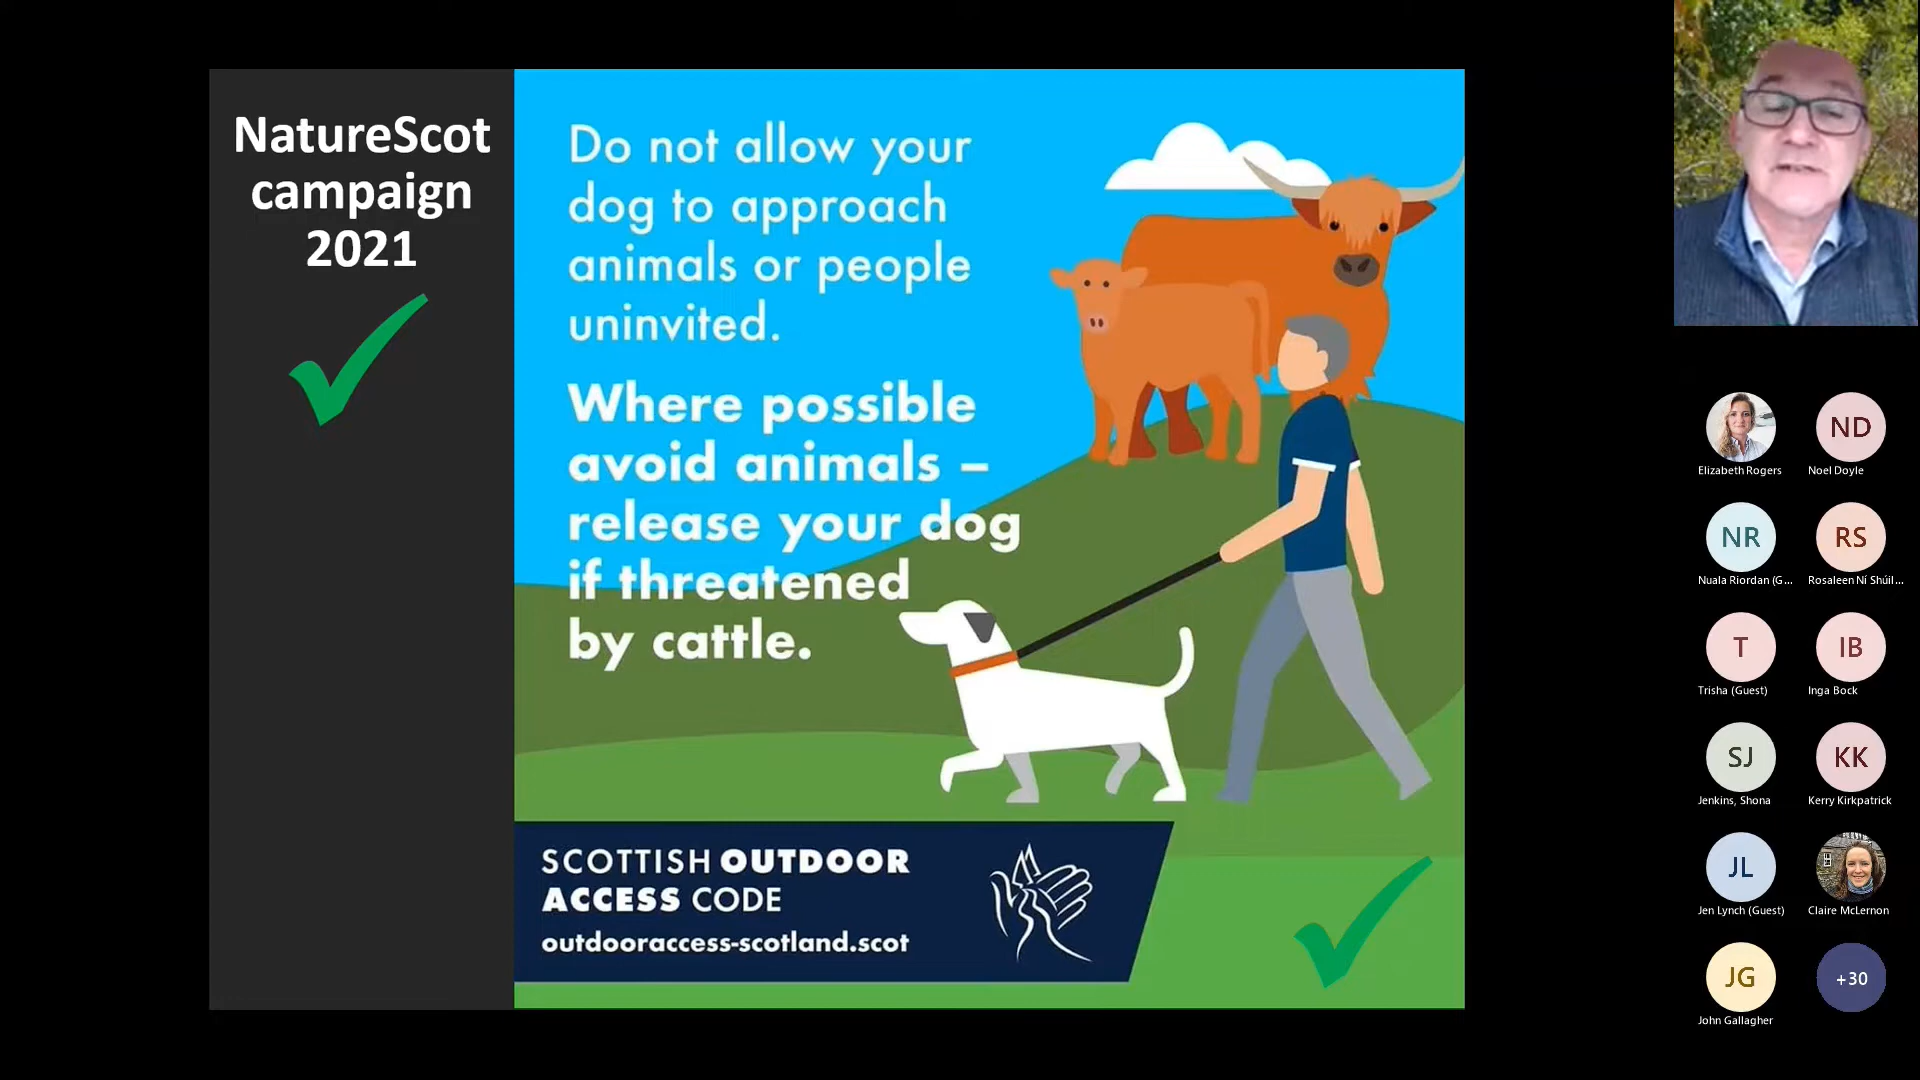 NatureScot
campaign
2021
Do not allow your
dog to approach
animals or people
uninvited.
Where possible
avoid animals –
release your dog
if threatened
by cattle.
SCOTTISH OUTDOOR
ACCESS CODE
outdooraccess-scotland.scot
ND
Elizabeth Rogers
Noel Doyle
NR
RS
Nuala Riordan (G...
Rosaleen Ní Shúil...
T
IB
Trisha (Guest)
Inga Bock
SJ
KK
Jenkins, Shona
Kerry Kirkpatrick
JL
Jen Lynch (Guest)
Claire McLernon
JG
+30
John Gallagher